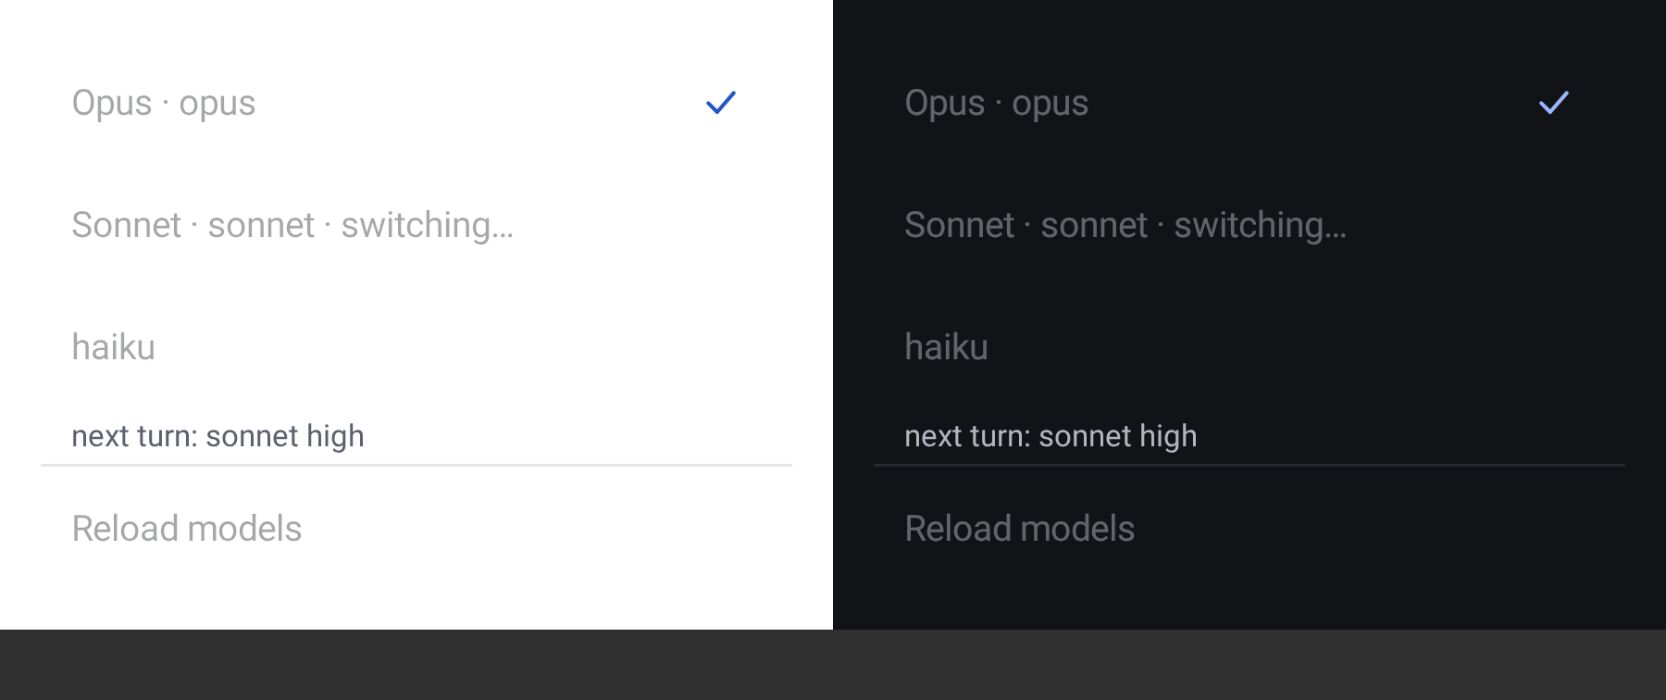 Opus · opus
Sonnet · sonnet · switching…
haiku
next turn: sonnet high
Reload models
Opus · opus
Sonnet · sonnet · switching…
haiku
next turn: sonnet high
Reload models